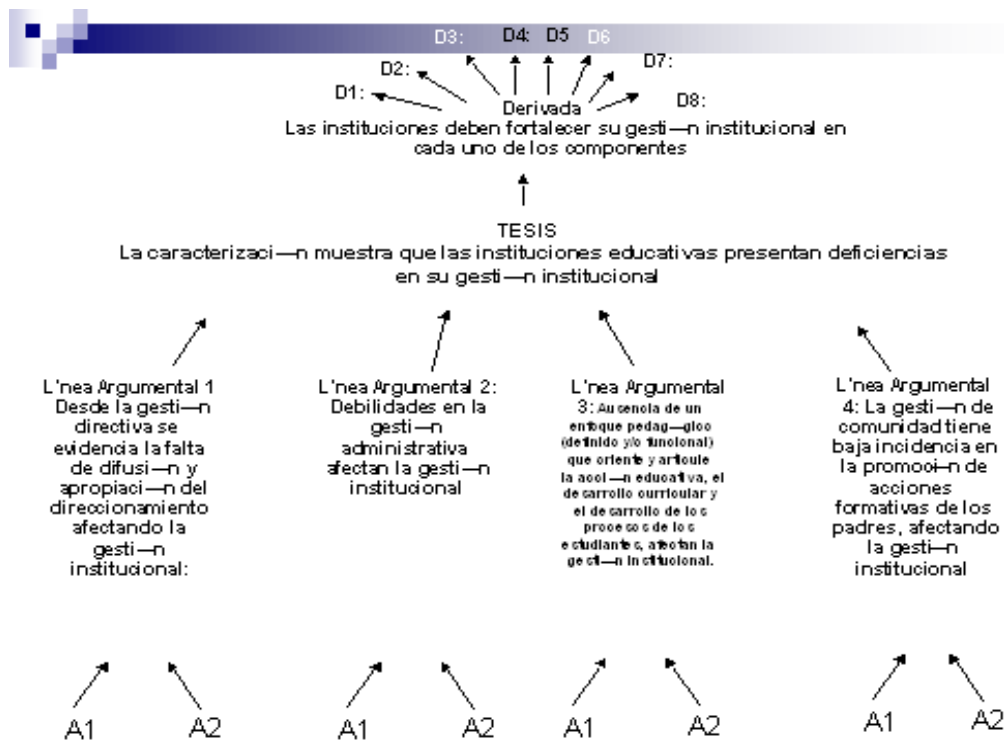 D3: D4: D5 D6
D2: D7:
D1: D8:
Derivada
Las instituciones deben fortalecer su gesti—n institucional en
cada uno de los componentes
TESIS
La caracterizaci—n muestra que las instituciones educativas presentan deficiencias
en su gesti—n institucional
L'nea Argumental 1
Desde la gesti—n
directiva se
evidencia la falta
de difusi—n y
apropiaci—n del
direccionamiento
afectando la
gesti—n
institucional:
L'nea Argumental 2:
Debilidades en la
gesti—n
administrativa
afectan la gesti—n
institucional
L'nea Argumental
3: Ausencia de un
enfoque pedag—gico
(definido y/o funcional)
que oriente y articule
la acci—n educativa, el
desarrollo curricular y
el desarrollo de los
procesos de los
estudiantes, afectan la
gesti—n institucional.
L'nea Argumental
4: La gesti—n de
comunidad tiene
baja incidencia en
la promoci—n de
acciones
formativas de los
padres, afectando
la gesti—n
institucional
A1 A2 A1 A2 A1 A2 A1 A2